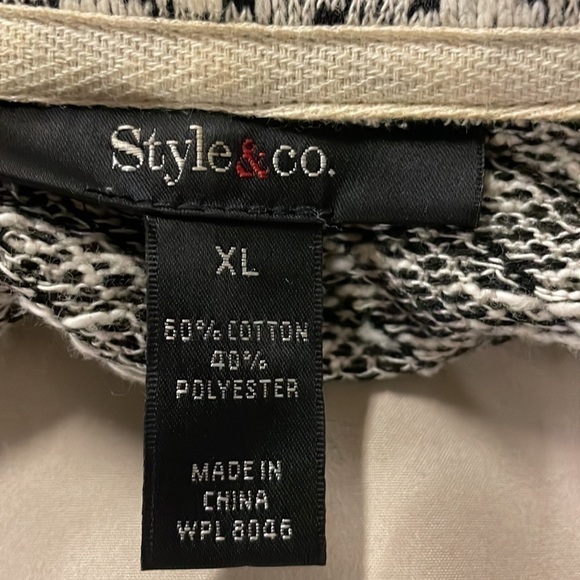 Style&co.
XL
60% COTTON
40%
POLYESTER
MADE IN
CHINA
WPL 8046